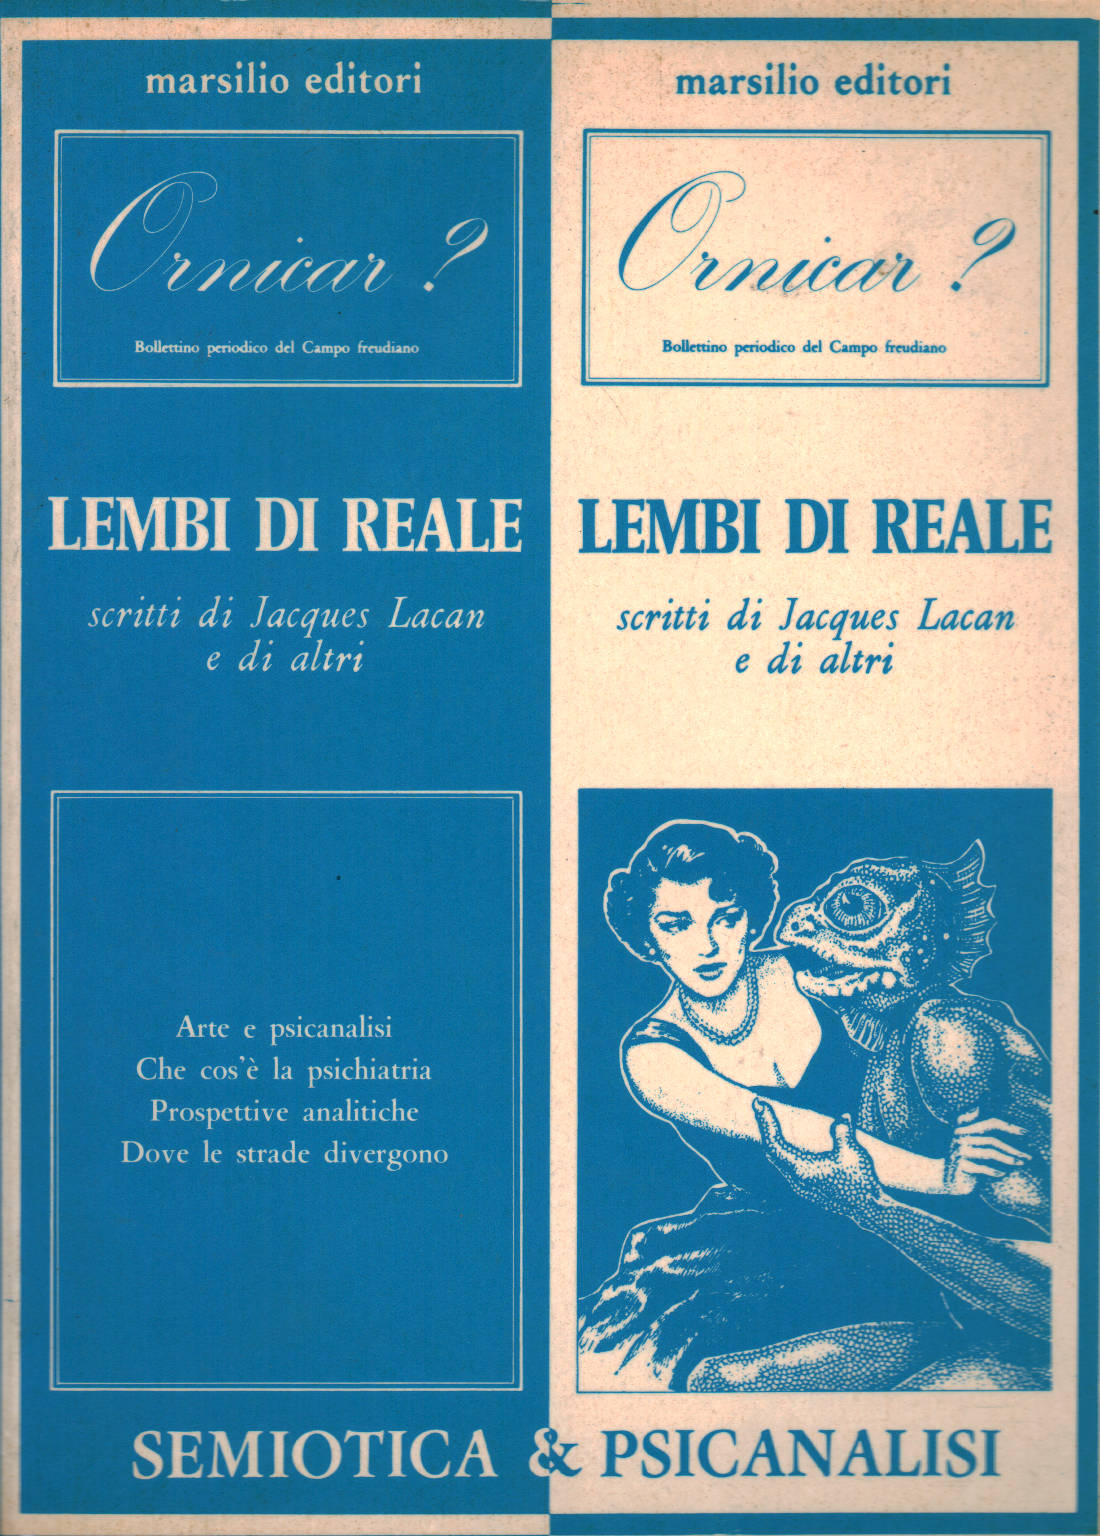 marsilio editori
Ornicar ?
Bollettino periodico del Campo freudiano
LEMBI DI REALE
scritti di Jacques Lacan
e di altri
Arte e psicanalisi
Che cos'è la psichiatria
Prospettive analitiche
Dove le strade divergono
marsilio editori
Ornicar ?
Bollettino periodico del Campo freudiano
LEMBI DI REALE
scritti di Jacques Lacan
e di altri
SEMIOTICA & PSICANALISI